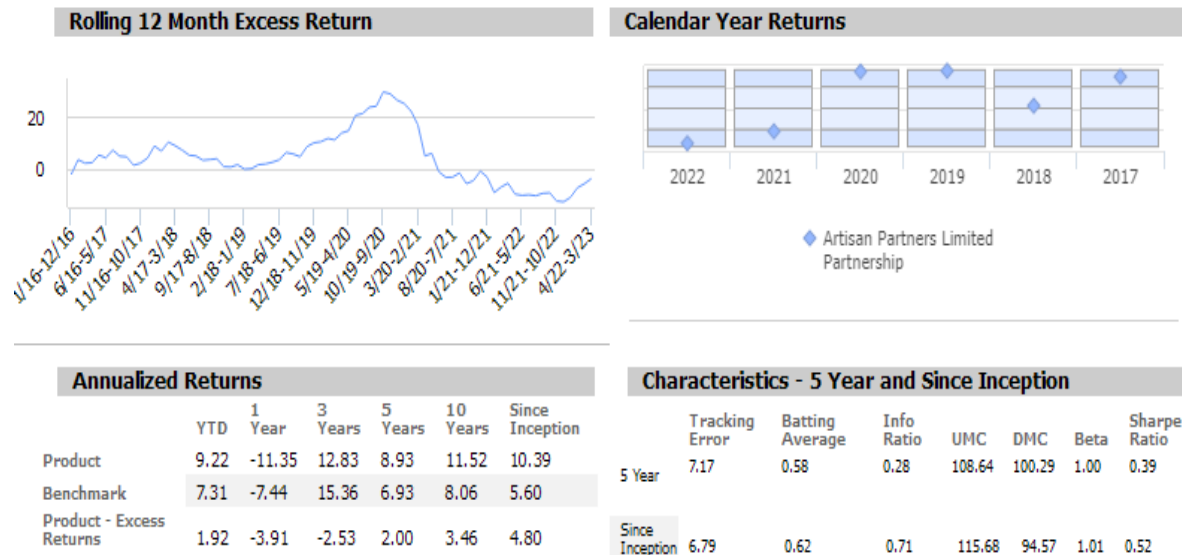 Rolling 12 Month Excess Return
20
0
1/16-12/16
6/16-5/17
11/16-10/17
4/17-3/18
9/17-8/18
2/18-1/19
7/18-6/19
12/18-11/19
5/19-4/20
10/19-9/20
3/20-2/21
8/20-7/21
1/21-12/21
6/21-5/22
11/21-10/22
4/22-3/23
Calendar Year Returns
2022 2021 2020 2019 2018 2017
Artisan Partners Limited
Partnership
Annualized Returns
YTD 1 Year 3 Years 5 Years 10 Years Since Inception
Product 9.22 -11.35 12.83 8.93 11.52 10.39
Benchmark 7.31 -7.44 15.36 6.93 8.06 5.60
Product - Excess
Returns 1.92 -3.91 -2.53 2.00 3.46 4.80
Characteristics - 5 Year and Since Inception
Tracking Error Batting Average Info Ratio UMC DMC Beta Sharpe Ratio
5 Year 7.17 0.58 0.28 108.64 100.29 1.00 0.39
Since
Inception 6.79 0.62 0.71 115.68 94.57 1.01 0.52